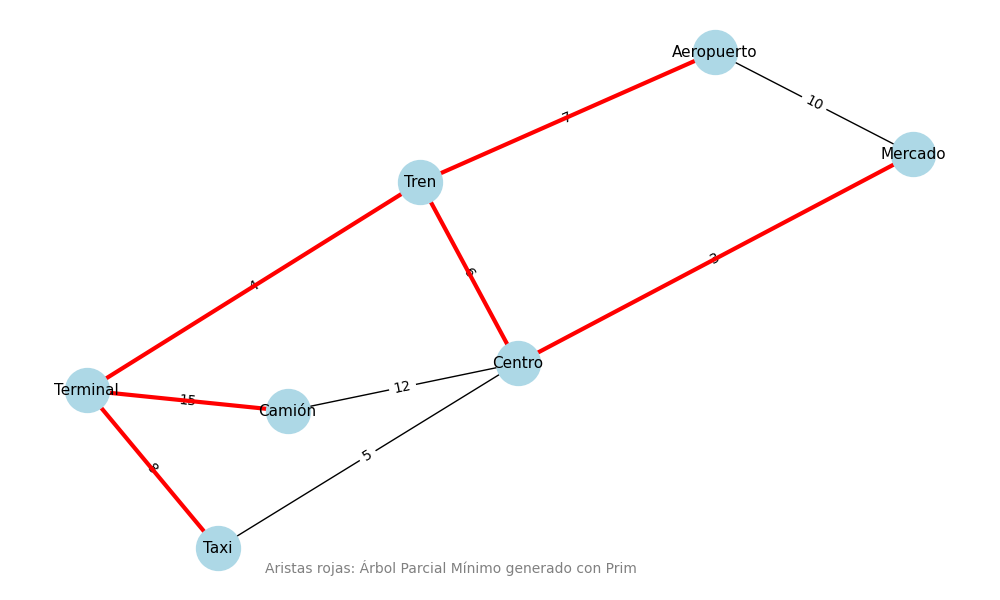 Aeropuerto
10
7
Mercado
Tren
3
6
4
Centro
Terminal
12
15
Camión
5
8
Taxi
Aristas rojas: Árbol Parcial Mínimo generado con Prim